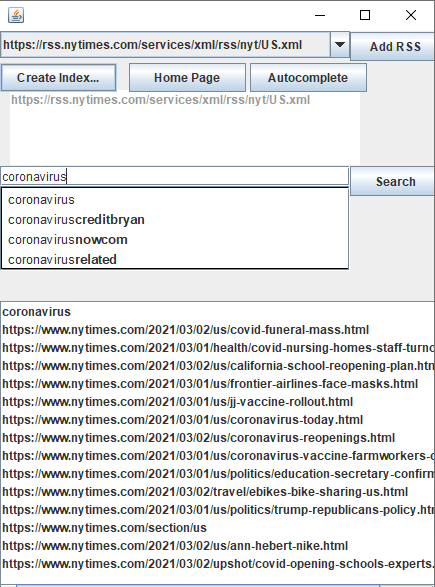 https://rss.nytimes.com/services/xml/rss/nyt/US.xml
Add RSS
Create Index...
Home Page
Autocomplete
https://rss.nytimes.com/services/xml/rss/nyt/US.xml
coronavirus
Search
coronavirus
coronaviruscreditbryan
coronavirusnowcom
coronavirusrelated
coronavirus
https://www.nytimes.com/2021/03/02/us/covid-funeral-mass.html
https://www.nytimes.com/2021/03/01/health/covid-nursing-homes-staff-turno
https://www.nytimes.com/2021/03/02/us/california-school-reopening-plan.htm
https://www.nytimes.com/2021/03/01/us/frontier-airlines-face-masks.html
https://www.nytimes.com/2021/03/01/us/jj-vaccine-rollout.html
https://www.nytimes.com/2021/03/01/us/coronavirus-today.html
https://www.nytimes.com/2021/03/01/us/coronavirus-reopenings.html
https://www.nytimes.com/2021/03/01/us/coronavirus-vaccine-farmworkers-c
https://www.nytimes.com/2021/03/01/us/politics/education-secretary-confirm
https://www.nytimes.com/2021/03/02/travel/ebikes-bike-sharing-us.html
https://www.nytimes.com/2021/03/01/us/politics/trump-republicans-policy.htm
https://www.nytimes.com/section/us
https://www.nytimes.com/2021/03/02/us/ann-hebert-nike.html
https://www.nytimes.com/2021/03/02/upshot/covid-opening-schools-experts.